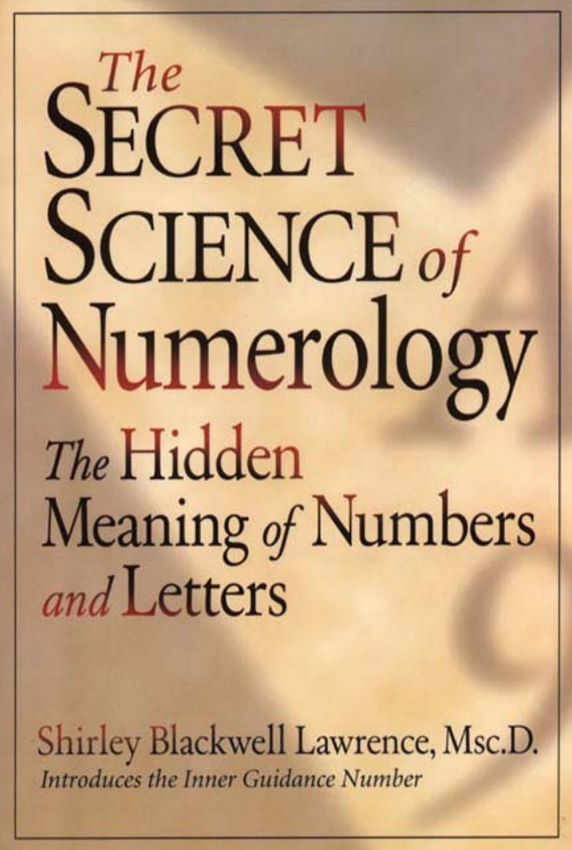 The
SECRET
SCIENCE of
Numerology
The Hidden
Meaning of Numbers
and Letters
Shirley Blackwell Lawrence, Msc.D.
Introduces the Inner Guidance Number
A
9